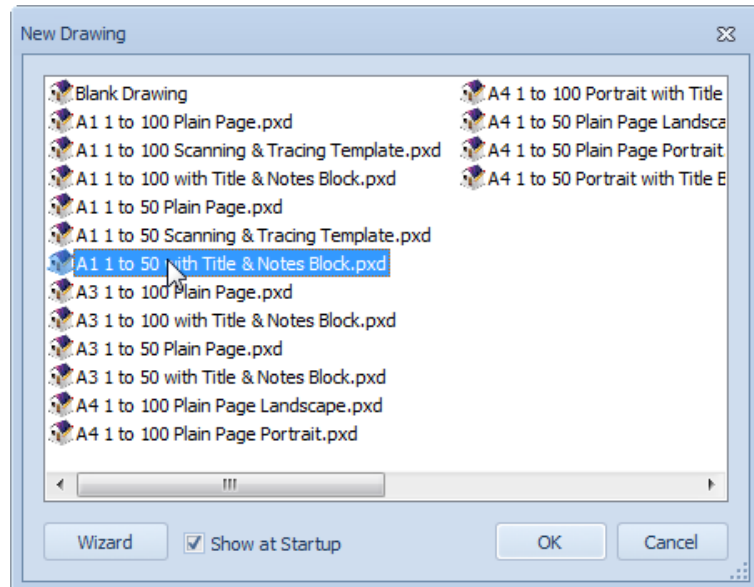 New Drawing
Blank Drawing
A1 1 to 100 Plain Page.pxd
A1 1 to 100 Scanning & Tracing Template.pxd
A1 1 to 100 with Title & Notes Block.pxd
A1 1 to 50 Plain Page.pxd
A1 1 to 50 Scanning & Tracing Template.pxd
A1 1 to 50 with Title & Notes Block.pxd
A3 1 to 100 Plain Page.pxd
A3 1 to 100 with Title & Notes Block.pxd
A3 1 to 50 Plain Page.pxd
A3 1 to 50 with Title & Notes Block.pxd
A4 1 to 100 Plain Page Landscape.pxd
A4 1 to 100 Plain Page Portrait.pxd
A4 1 to 100 Portrait with Title
A4 1 to 50 Plain Page Landsca
A4 1 to 50 Plain Page Portrait
A4 1 to 50 Portrait with Title B
Wizard
Show at Startup
OK
Cancel